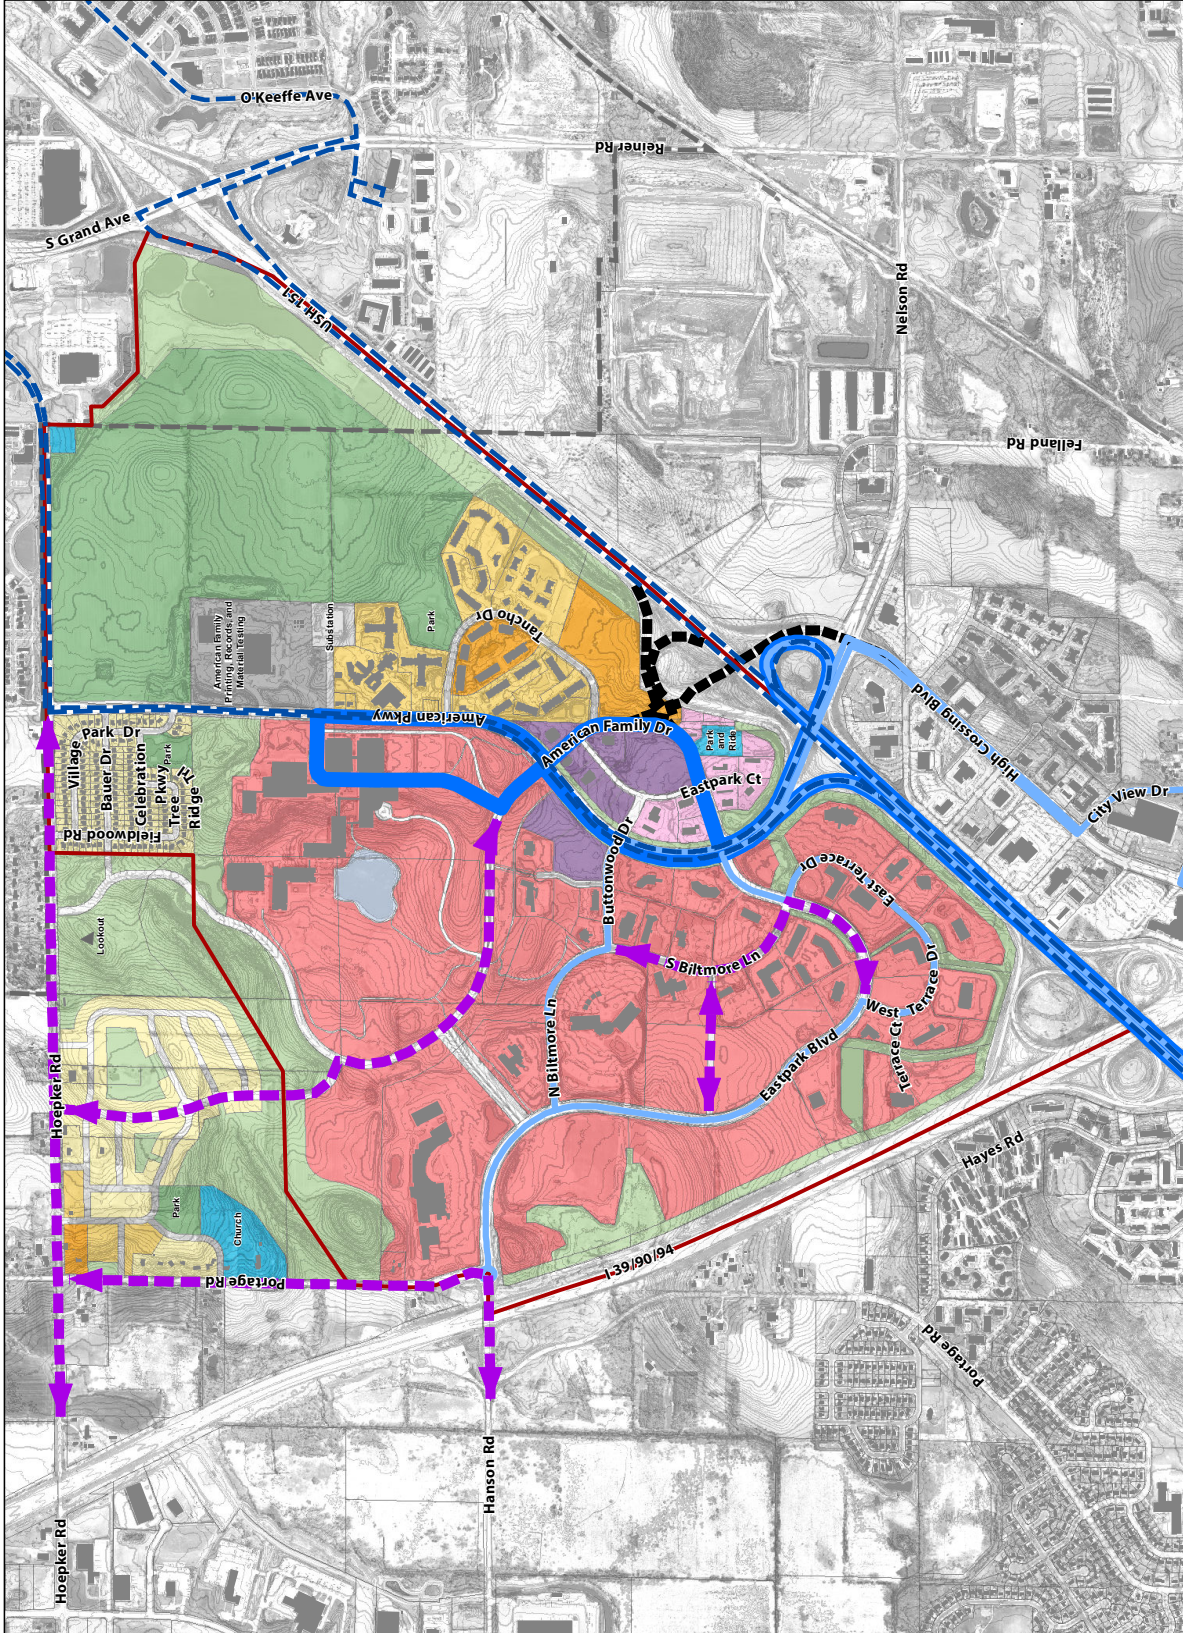 O'Keeffe Ave
Reiner Rd
S Grand Ave
USH 151
Nelson Rd
Felland Rd
American Family
Printing, Records, and
Material Testing
Substation
Park
Tancho Dr
American Pkwy
American Family Dr
Park
and
Ride
High Crossing Blvd
Park Dr
Village
Bauer Dr
Celebration
Pkwy
Park
Tree
Ridge Trl
Fieldwood Rd
Eastpark Ct
City View Dr
Buttonwood Dr
East Terrace Dr
Lookout
S Biltmore Ln
West Terrace Dr
N Biltmore Ln
Terrace Ct
Eastpark Blvd
Hoepker Rd
Hayes Rd
Park
Church
I 39/90/94
Portage Rd
Portage Rd
Hanson Rd
Hoepker Rd